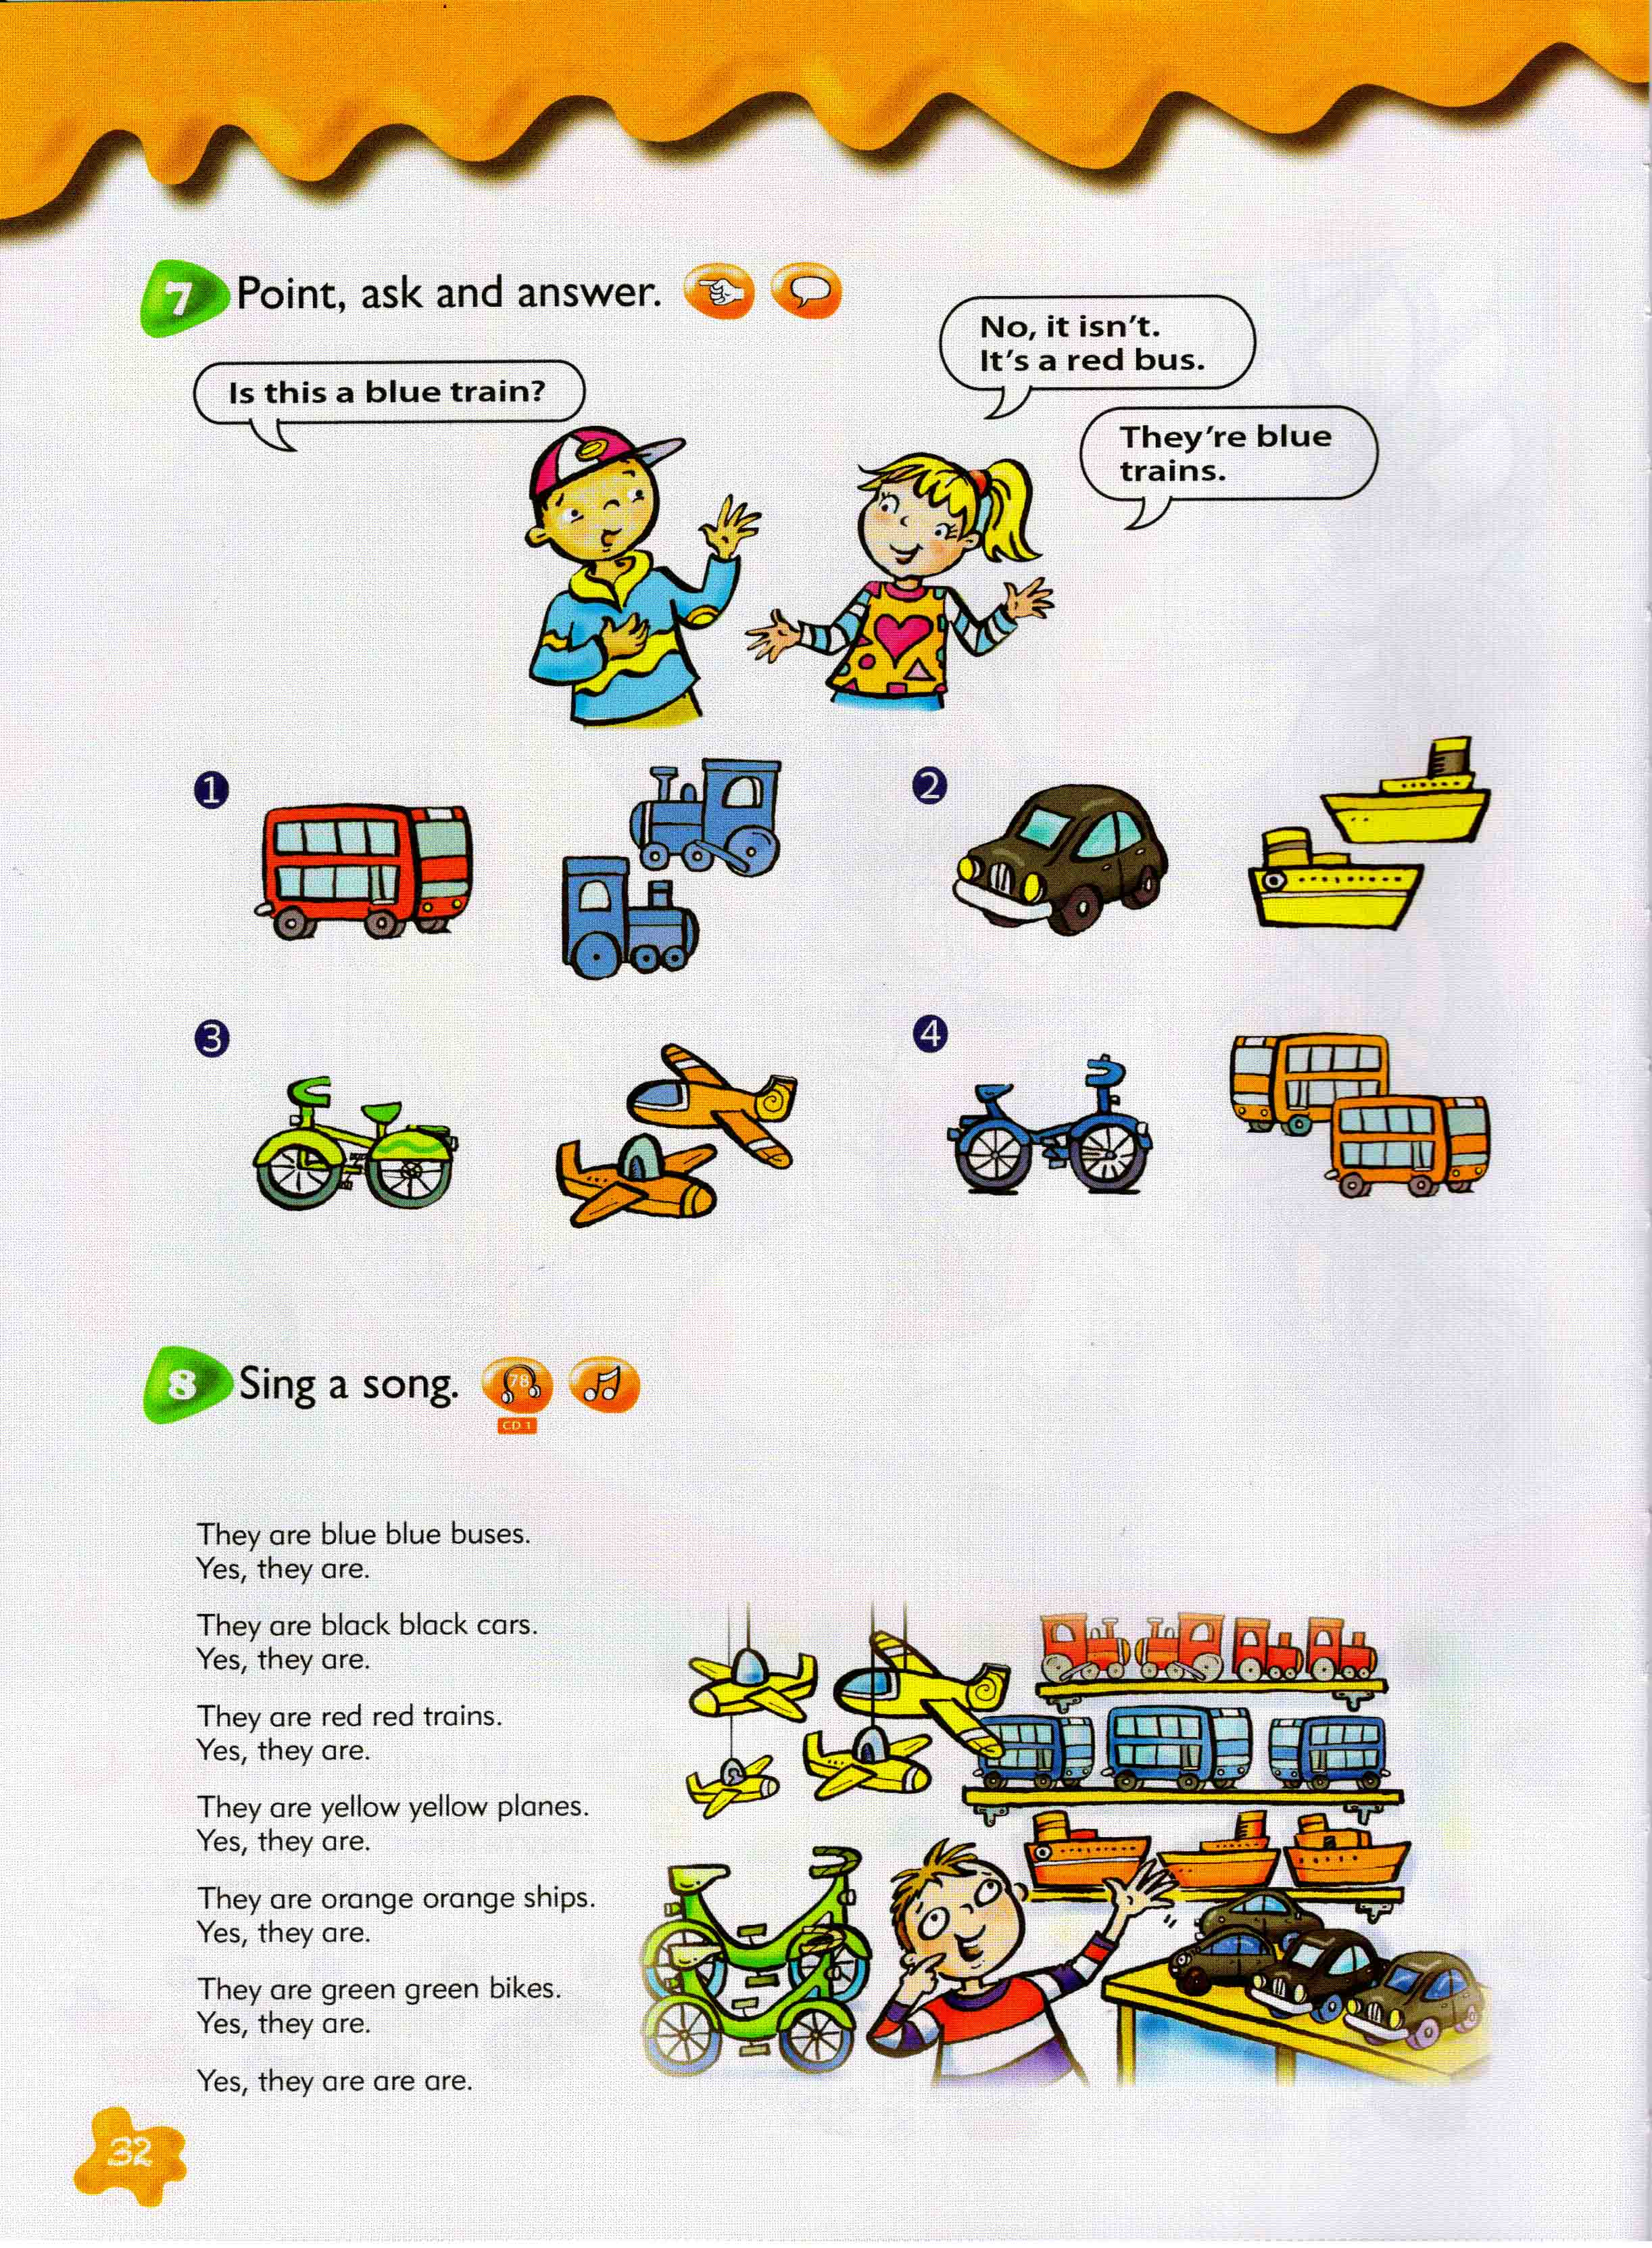 7 Point, ask and answer.
Is this a blue train?
No, it isn't.
It's a red bus.
They're blue
trains.
1
2
3
4
8 Sing a song.
78
CD 1
They are blue blue buses.
Yes, they are.
They are black black cars.
Yes, they are.
They are red red trains.
Yes, they are.
They are yellow yellow planes.
Yes, they are.
They are orange orange ships.
Yes, they are.
They are green green bikes.
Yes, they are.
Yes, they are are are.
32